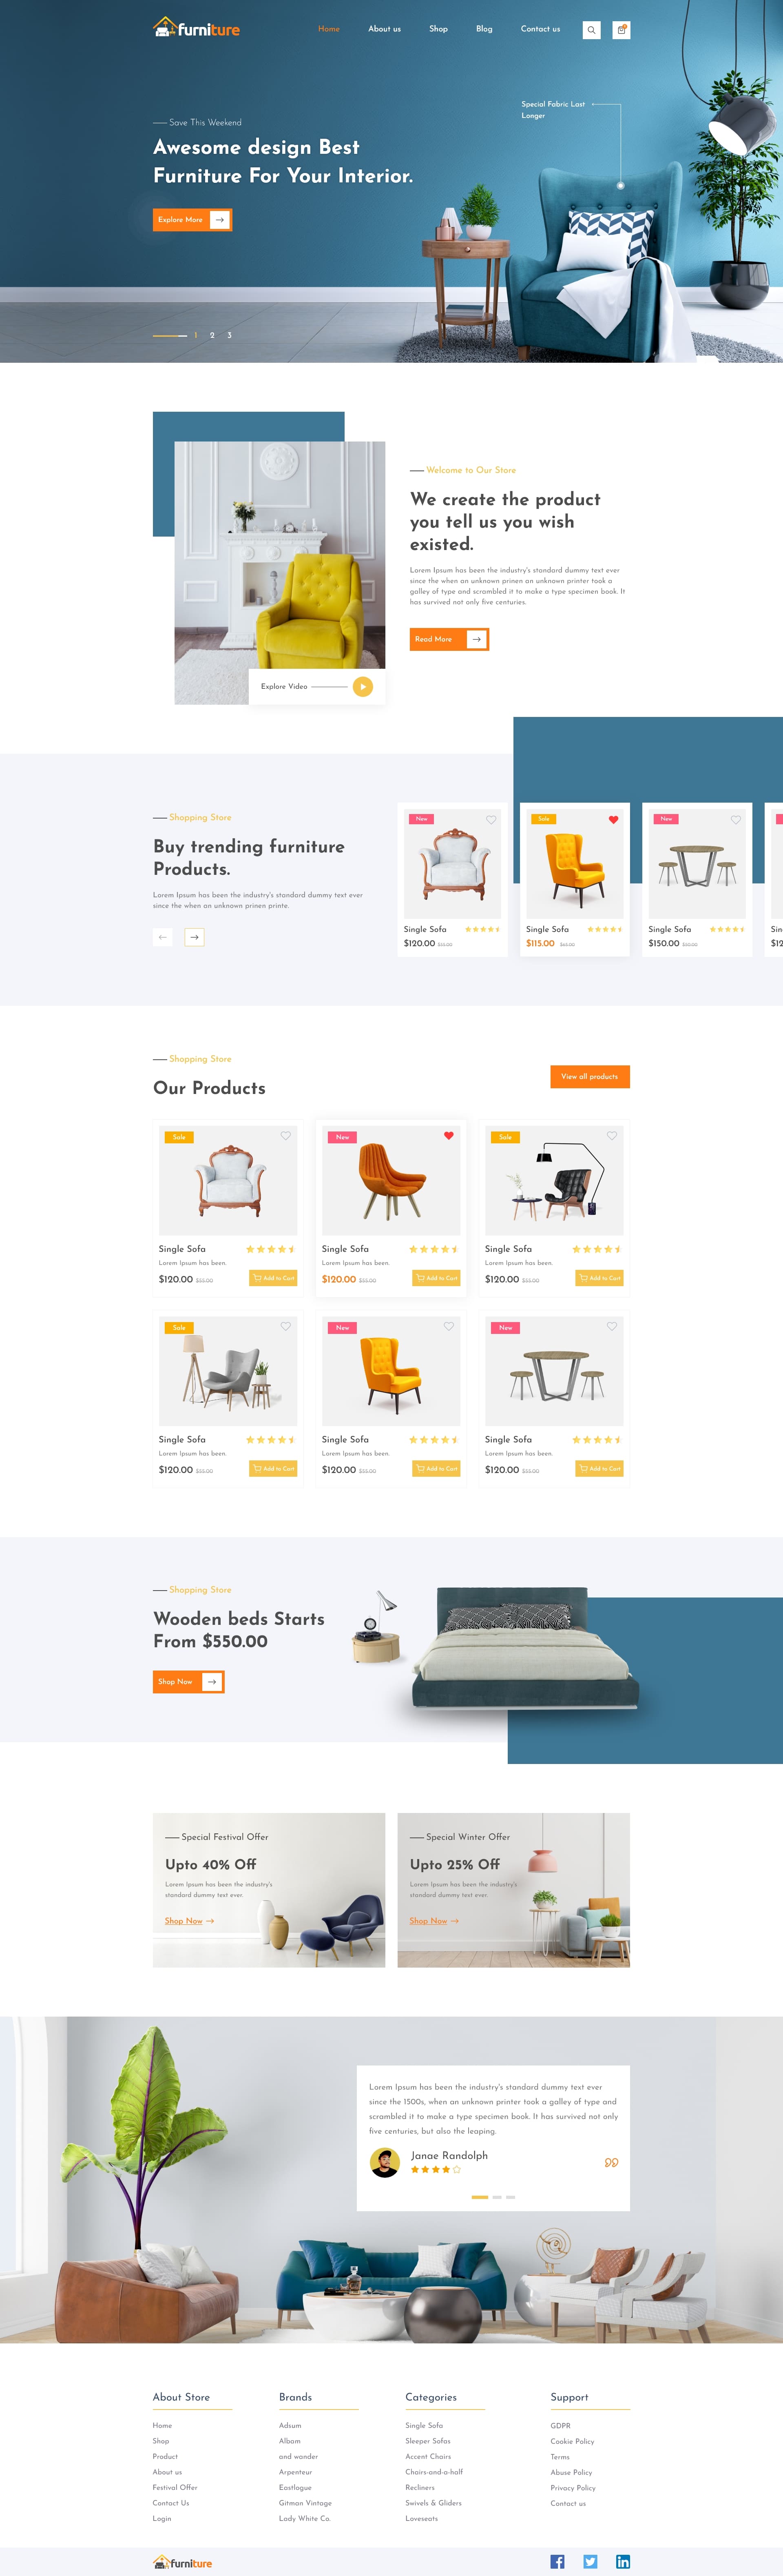 furniture
Home
About us
Shop
Blog
Contact us
Special Fabric Last
Longer
Save This Weekend
Awesome design Best
Furniture For Your Interior.
Explore More
1 2 3
Welcome to Our Store
We create the product
you tell us you wish
existed.
Lorem Ipsum has been the industry's standard dummy text ever
since the when an unknown prinen an unknown printer took a
galley of type and scrambled it to make a type specimen book. It
has survived not only five centuries.
Read More
Explore Video
Shopping Store
Buy trending furniture
Products.
Lorem Ipsum has been the industry's standard dummy text ever
since the when an unknown prinen printe.
New
Single Sofa
$120.00
Sale
Single Sofa
$115.00
New
Single Sofa
$150.00
Sin
$12
Shopping Store
Our Products
View all products
Sale
Single Sofa
Lorem Ipsum has been.
$120.00 $55.00
Add to Cart
New
Single Sofa
Lorem Ipsum has been.
$120.00 $55.00
Add to Cart
Sale
Single Sofa
Lorem Ipsum has been.
$120.00 $55.00
Add to Cart
Sale
Single Sofa
Lorem Ipsum has been.
$120.00 $55.00
Add to Cart
New
Single Sofa
Lorem Ipsum has been.
$120.00 $55.00
Add to Cart
New
Single Sofa
Lorem Ipsum has been.
$120.00 $55.00
Add to Cart
Shopping Store
Wooden beds Starts
From $550.00
Shop Now
Special Festival Offer
Upto 40% Off
Lorem Ipsum has been the industry's
standard dummy text ever.
Shop Now
Special Winter Offer
Upto 25% Off
Lorem Ipsum has been the industry's
standard dummy text ever.
Shop Now
Lorem Ipsum has been the industry's standard dummy text ever
since the 1500s, when an unknown printer took a galley of type and
scrambled it to make a type specimen book. It has survived not only
five centuries, but also the leaping.
Janae Randolph
About Store
Home
Shop
Product
About us
Festival Offer
Contact Us
Login
Brands
Adsum
Albam
and wander
Arpenteur
Eastlogue
Gitman Vintage
Lady White Co.
Categories
Single Sofa
Sleeper Sofas
Accent Chairs
Chairs-and-a-half
Recliners
Swivels & Gliders
Loveseats
Support
GDPR
Cookie Policy
Terms
Abuse Policy
Privacy Policy
Contact us
furniture